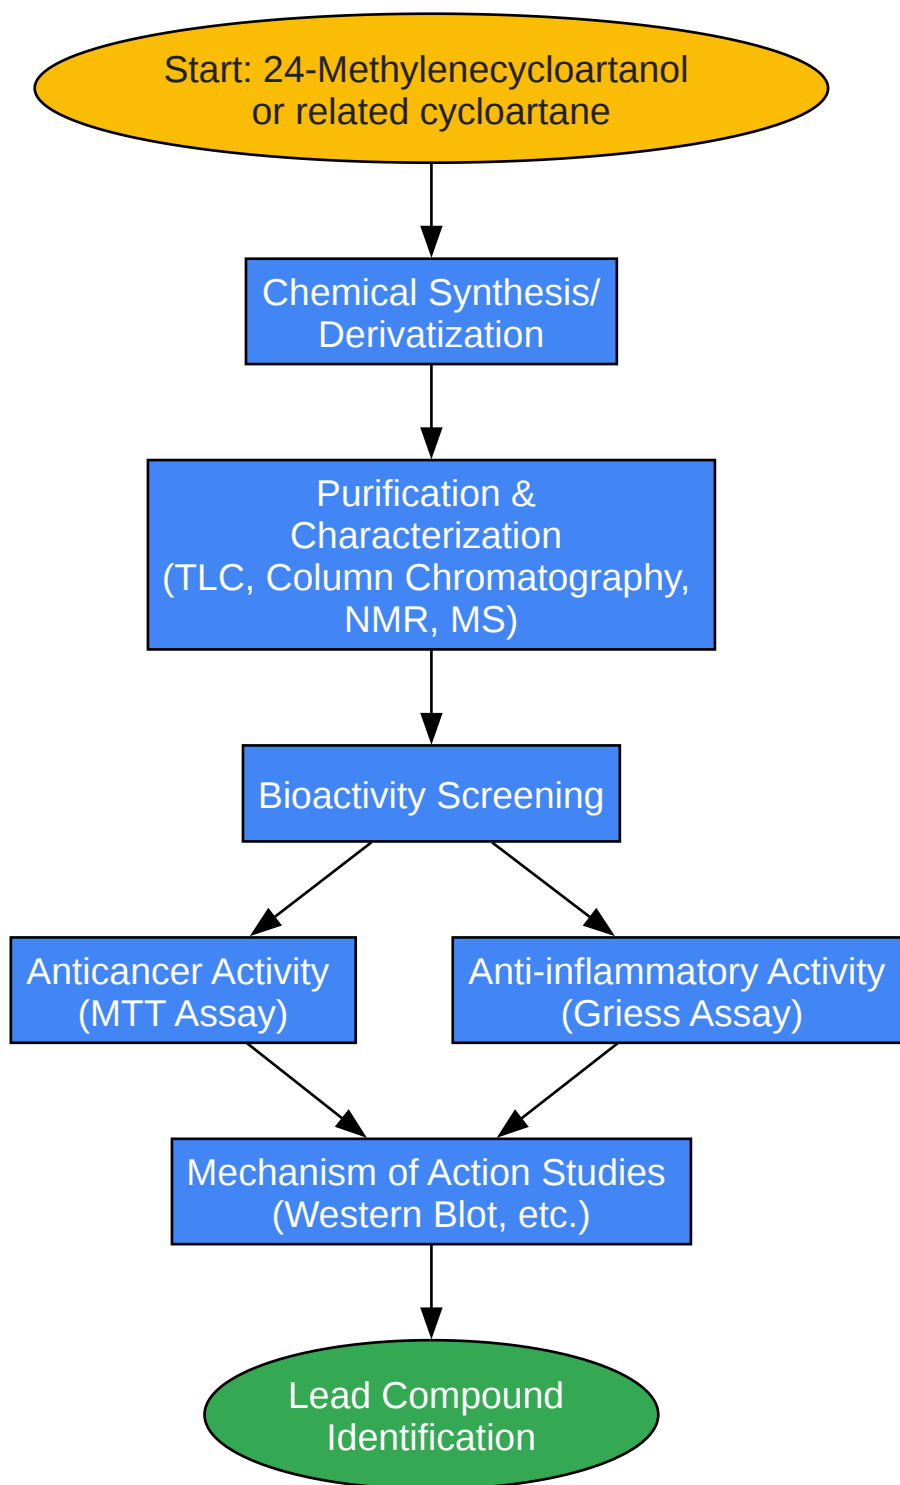 Start: 24-Methylenecycloartanol
or related cycloartane
Chemical Synthesis/
Derivatization
Purification &
Characterization
(TLC, Column Chromatography,
NMR, MS)
Bioactivity Screening
Anticancer Activity
(MTT Assay)
Anti-inflammatory Activity
(Griess Assay)
Mechanism of Action Studies
(Western Blot, etc.)
Lead Compound
Identification